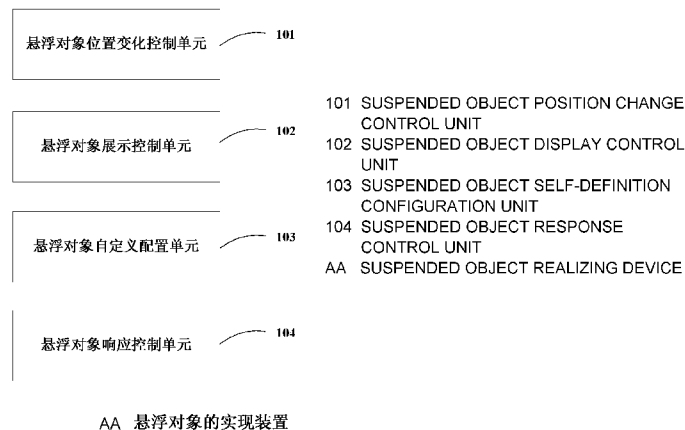 悬浮对象位置变化控制单元 101
悬浮对象展示控制单元 102
悬浮对象自定义配置单元 103
悬浮对象响应控制单元 104
AA 悬浮对象的实现装置
101 SUSPENDED OBJECT POSITION CHANGE
CONTROL UNIT
102 SUSPENDED OBJECT DISPLAY CONTROL
UNIT
103 SUSPENDED OBJECT SELF-DEFINITION
CONFIGURATION UNIT
104 SUSPENDED OBJECT RESPONSE
CONTROL UNIT
AA SUSPENDED OBJECT REALIZING DEVICE